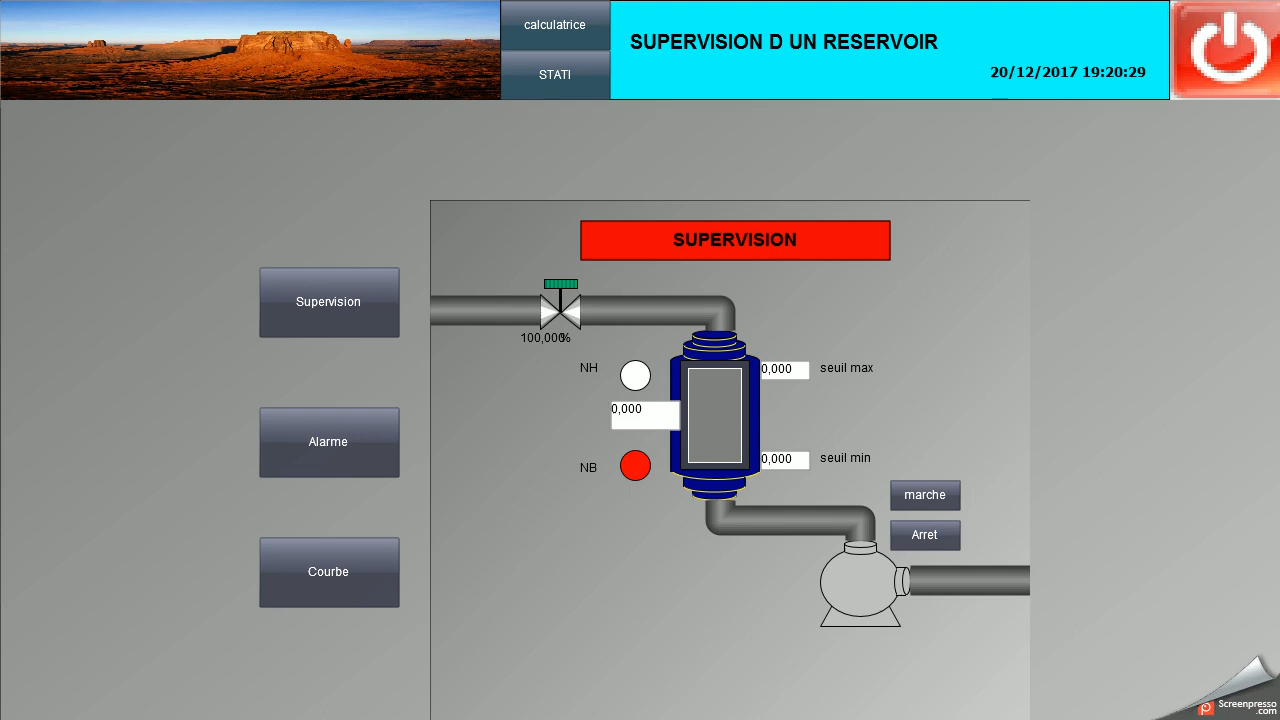 calculatrice
STATI
SUPERVISION D UN RESERVOIR
20/12/2017 19:20:29
SUPERVISION
Supervision
100,000%
NH
0,000
seuil max
0,000
Alarme
NB
0,000
seuil min
marche
Arret
Courbe
Screenpresso
.com